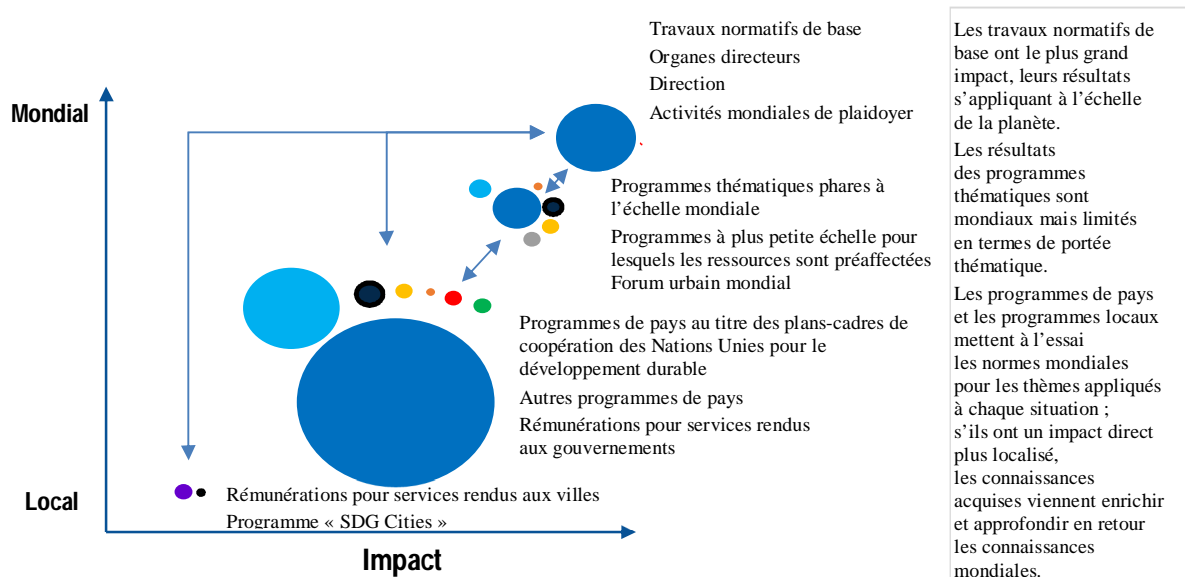 Travaux normatifs de base
Organes directeurs
Direction
Activités mondiales de plaidoyer
Mondial
Programmes thématiques phares à
l'échelle mondiale
Programmes à plus petite échelle pour
lesquels les ressources sont préaffectées
Forum urbain mondial
Programmes de pays au titre des plans-cadres de
coopération des Nations Unies pour le
développement durable
Autres programmes de pays
Rémunérations pour services rendus
aux gouvernements
Local
Rémunérations pour services rendus aux villes
Programme « SDG Cities »
Impact
Les travaux normatifs de
base ont le plus grand
impact, leurs résultats
s'appliquant à l'échelle
de la planète.
Les résultats
des programmes
thématiques sont
mondiaux mais limités
en termes de portée
thématique.
Les programmes de pays
et les programmes locaux
mettent à l'essai
les normes mondiales
pour les thèmes appliqués
à chaque situation ;
s'ils ont un impact direct
plus localisé,
les connaissances
acquises viennent enrichir
et approfondir en retour
les connaissances
mondiales.